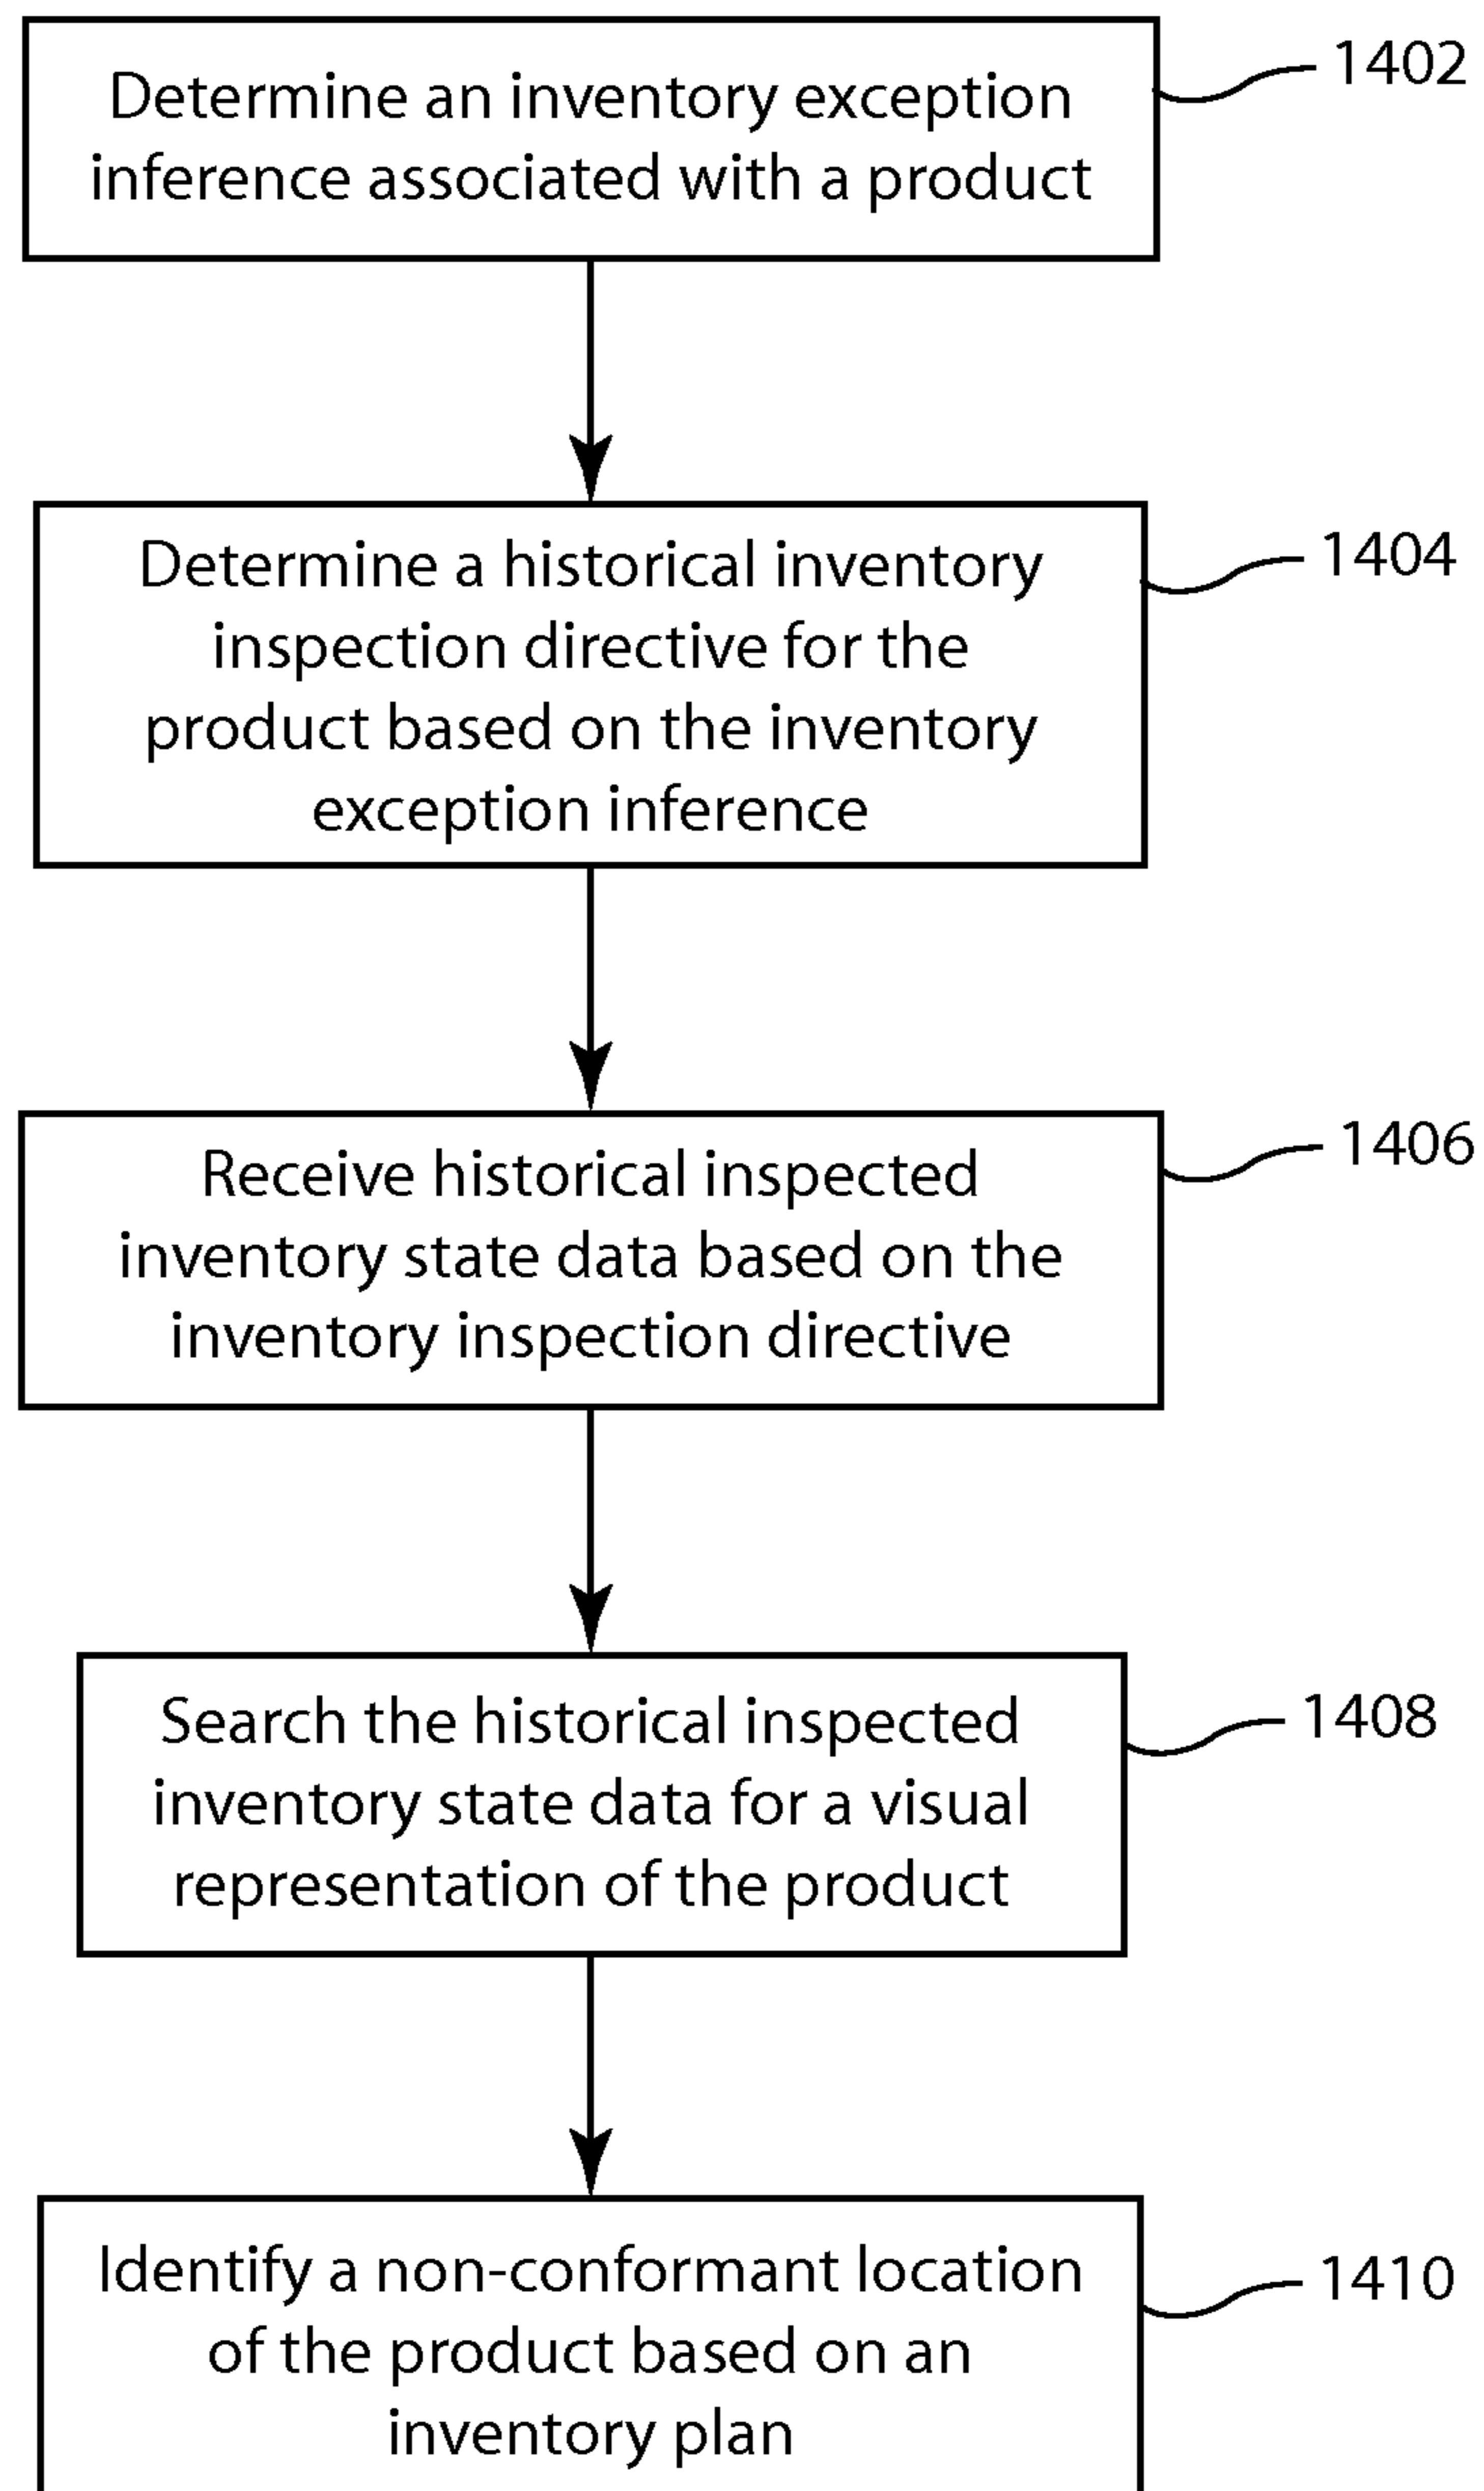 Determine an inventory exception
inference associated with a product
1402
Determine a historical inventory
inspection directive for the
product based on the inventory
exception inference
1404
Receive historical inspected
inventory state data based on the
inventory inspection directive
1406
Search the historical inspected
inventory state data for a visual
representation of the product
1408
Identify a non-conformant location
of the product based on an
inventory plan
1410